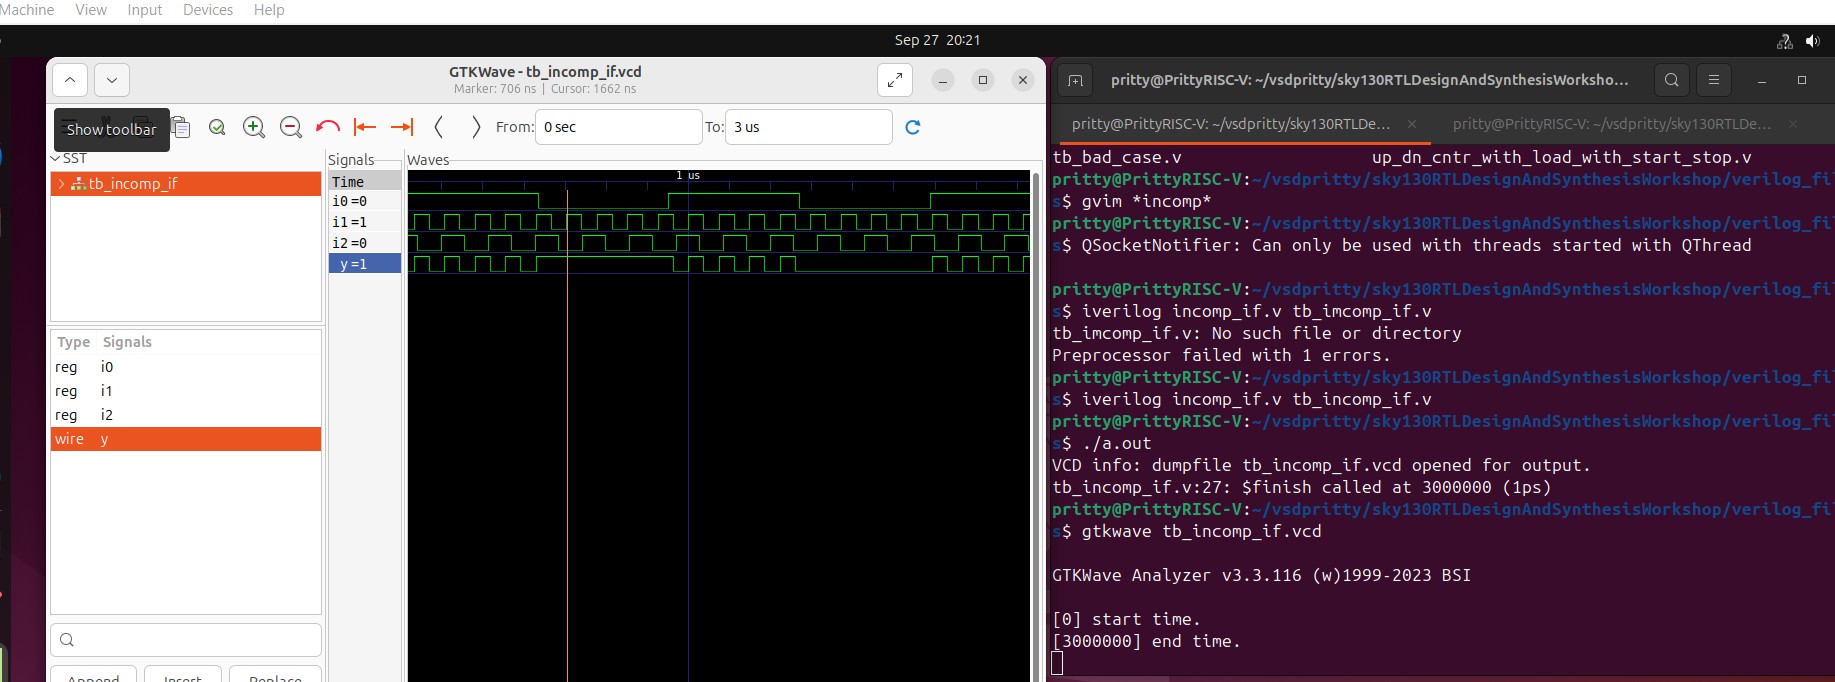 Machine View Input Devices Help
Sep 27 20:21
GTKWave - tb_incomp_if.vcd
Marker: 706 ns | Cursor: 1662 ns
Show toolbar
From: 0 sec To: 3 us
SST
tb_incomp_if
Type Signals
reg i0
reg i1
reg i2
wire y
Append Insert Replace
Signals
Time
i0 =0
i1 =1
i2 =0
y =1
Waves
1 us
pritty@PrittyRISC-V: ~/vsdpritty/sky130RTLDesignAndSynthesisWorksho...
pritty@PrittyRISC-V: ~/vsdpritty/sky130RTLDe... × pritty@PrittyRISC-V: ~/vsdpritty/sky130RTLDe... ×
tb_bad_case.v up_dn_cntr_with_load_with_start_stop.v
pritty@PrittyRISC-V:~/vsdpritty/sky130RTLDesignAndSynthesisWorkshop/verilog_fil
s$ gvim *incomp*
pritty@PrittyRISC-V:~/vsdpritty/sky130RTLDesignAndSynthesisWorkshop/verilog_fil
s$ QSocketNotifier: Can only be used with threads started with QThread
pritty@PrittyRISC-V:~/vsdpritty/sky130RTLDesignAndSynthesisWorkshop/verilog_fil
s$ iverilog incomp_if.v tb_imcomp_if.v
tb_imcomp_if.v: No such file or directory
Preprocessor failed with 1 errors.
pritty@PrittyRISC-V:~/vsdpritty/sky130RTLDesignAndSynthesisWorkshop/verilog_fil
s$ iverilog incomp_if.v tb_incomp_if.v
pritty@PrittyRISC-V:~/vsdpritty/sky130RTLDesignAndSynthesisWorkshop/verilog_fil
s$ ./a.out
VCD info: dumpfile tb_incomp_if.vcd opened for output.
tb_incomp_if.v:27: $finish called at 3000000 (1ps)
pritty@PrittyRISC-V:~/vsdpritty/sky130RTLDesignAndSynthesisWorkshop/verilog_fil
s$ gtkwave tb_incomp_if.vcd
GTKWave Analyzer v3.3.116 (w)1999-2023 BSI
[0] start time.
[3000000] end time.